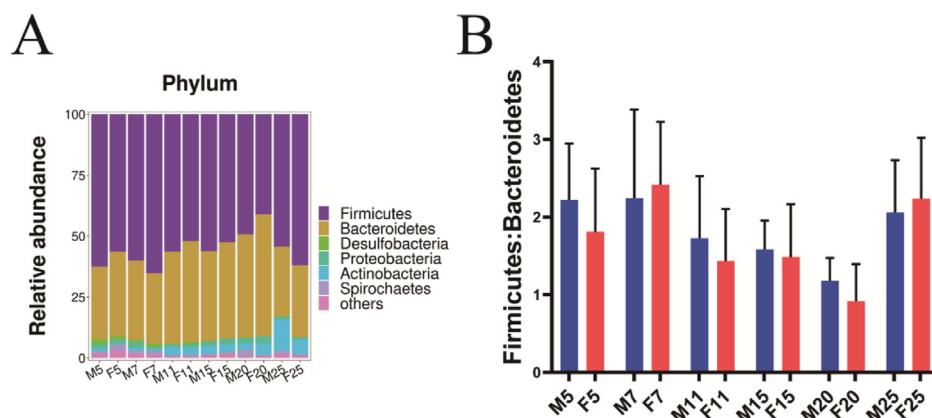 A
Phylum
Relative abundance
100
75
50
25
0
M5 F5 M7 F7 M11 F11 M15 F15 M20 F20 M25 F25
Firmicutes
Bacteroidetes
Desulfobacteria
Proteobacteria
Actinobacteria
Spirochaetes
others
B
Firmicutes:Bacteroidetes
4
3
2
1
0
M5 F5 M7 F7 M11 F11 M15 F15 M20 F20 M25 F25